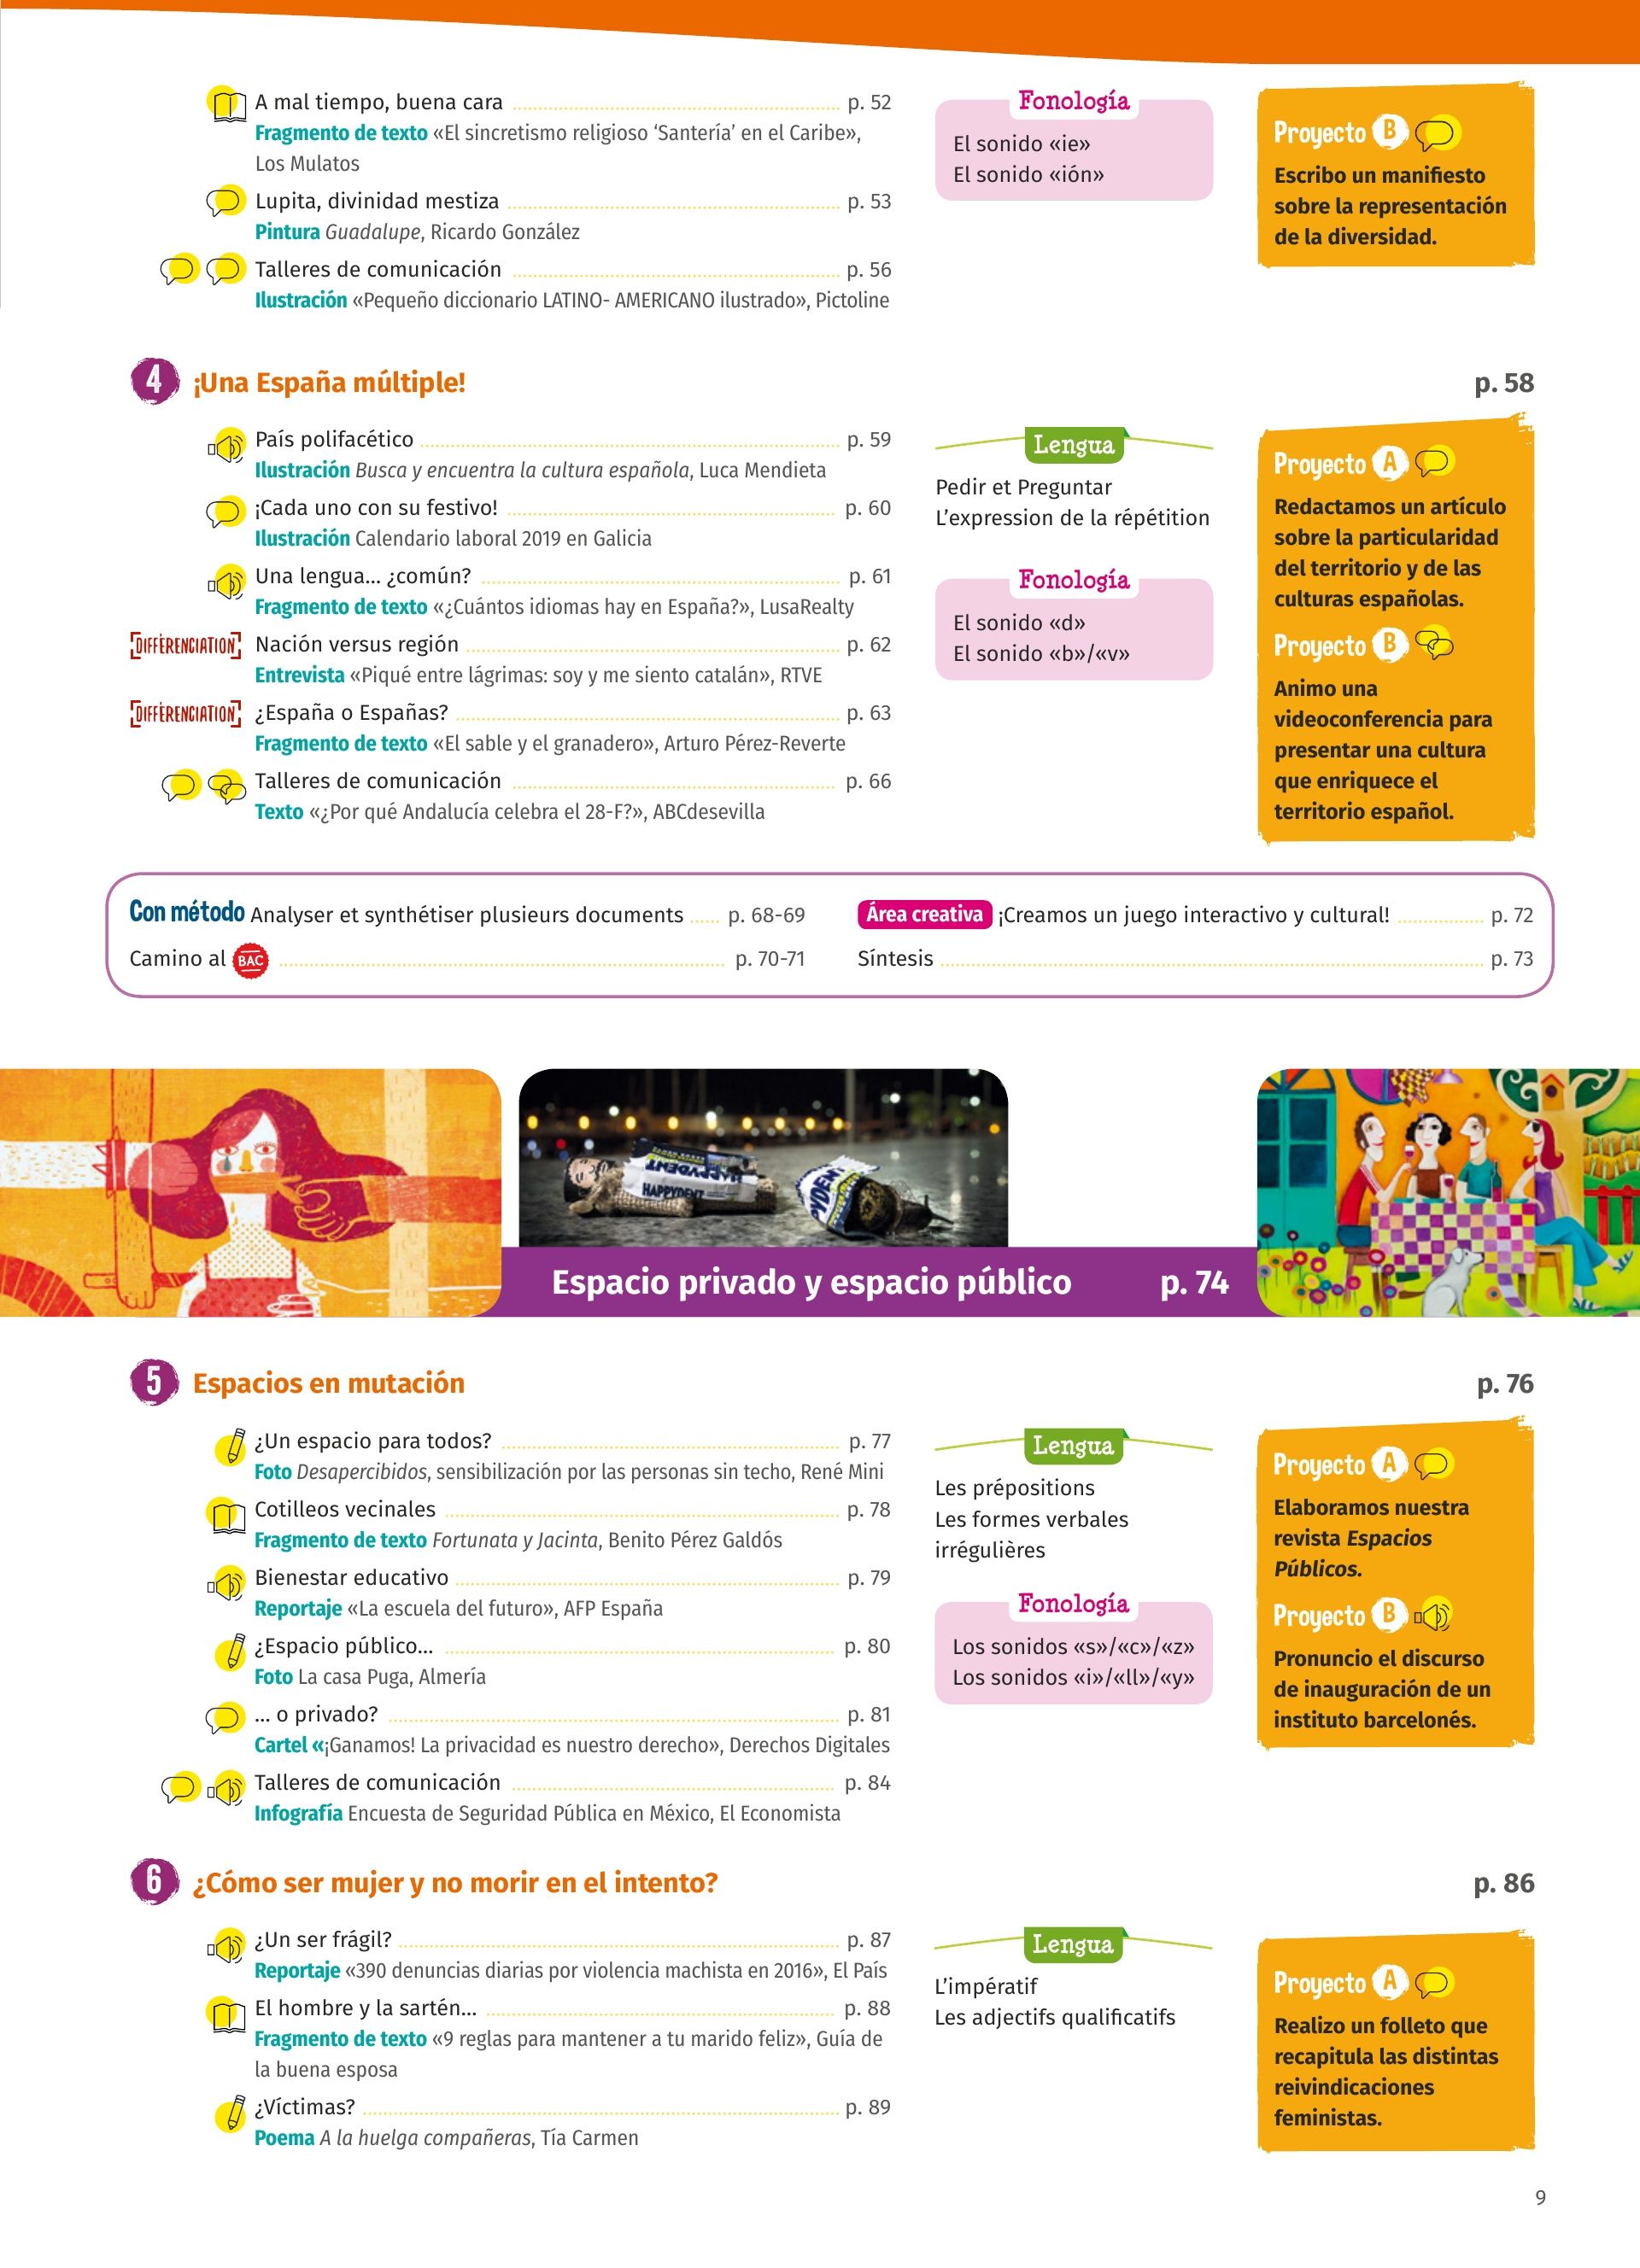 A mal tiempo, buena cara p. 52
Fragmento de texto «El sincretismo religioso ‘Santería’ en el Caribe»,
Los Mulatos
Lupita, divinidad mestiza p. 53
Pintura Guadalupe, Ricardo González
Talleres de comunicación p. 56
Ilustración «Pequeño diccionario LATINO- AMERICANO ilustrado», Pictoline
Fonología
El sonido «ie»
El sonido «ión»
Proyecto B
Escribo un manifiesto
sobre la representación
de la diversidad.
4 ¡Una España múltiple! p. 58
País polifacético p. 59
Ilustración Busca y encuentra la cultura española, Luca Mendieta
¡Cada uno con su festivo! p. 60
Ilustración Calendario laboral 2019 en Galicia
Una lengua... ¿común? p. 61
Fragmento de texto «¿Cuántos idiomas hay en España?», LusaRealty
[DIFFÉRENCIATION] Nación versus región p. 62
Entrevista «Piqué entre lágrimas: soy y me siento catalán», RTVE
[DIFFÉRENCIATION] ¿España o Españas? p. 63
Fragmento de texto «El sable y el granadero», Arturo Pérez-Reverte
Talleres de comunicación p. 66
Texto «¿Por qué Andalucía celebra el 28-F?», ABCdesevilla
Lengua
Pedir et Preguntar
L’expression de la répétition
Fonología
El sonido «d»
El sonido «b»/«v»
Proyecto A
Redactamos un artículo
sobre la particularidad
del territorio y de las
culturas españolas.
Proyecto B
Animo una
videoconferencia para
presentar una cultura
que enriquece el
territorio español.
Con método Analyser et synthétiser plusieurs documents p. 68-69
Camino al BAC p. 70-71
Área creativa ¡Creamos un juego interactivo y cultural! p. 72
Síntesis p. 73
HAPPYDENT
HAPPYDENT
Espacio privado y espacio público p. 74
5 Espacios en mutación p. 76
¿Un espacio para todos? p. 77
Foto Desapercibidos, sensibilización por las personas sin techo, René Mini
Cotilleos vecinales p. 78
Fragmento de texto Fortunata y Jacinta, Benito Pérez Galdós
Bienestar educativo p. 79
Reportaje «La escuela del futuro», AFP España
¿Espacio público... p. 80
Foto La casa Puga, Almería
... o privado? p. 81
Cartel «¡Ganamos! La privacidad es nuestro derecho», Derechos Digitales
Talleres de comunicación p. 84
Infografía Encuesta de Seguridad Pública en México, El Economista
Lengua
Les prépositions
Les formes verbales
irrégulières
Fonología
Los sonidos «s»/«c»/«z»
Los sonidos «i»/«ll»/«y»
Proyecto A
Elaboramos nuestra
revista Espacios
Públicos.
Proyecto B
Pronuncio el discurso
de inauguración de un
instituto barcelonés.
6 ¿Cómo ser mujer y no morir en el intento? p. 86
¿Un ser frágil? p. 87
Reportaje «390 denuncias diarias por violencia machista en 2016», El País
El hombre y la sartén... p. 88
Fragmento de texto «9 reglas para mantener a tu marido feliz», Guía de
la buena esposa
¿Víctimas? p. 89
Poema A la huelga compañeras, Tía Carmen
Lengua
L’impératif
Les adjectifs qualificatifs
Proyecto A
Realizo un folleto que
recapitula las distintas
reivindicaciones
feministas.
9